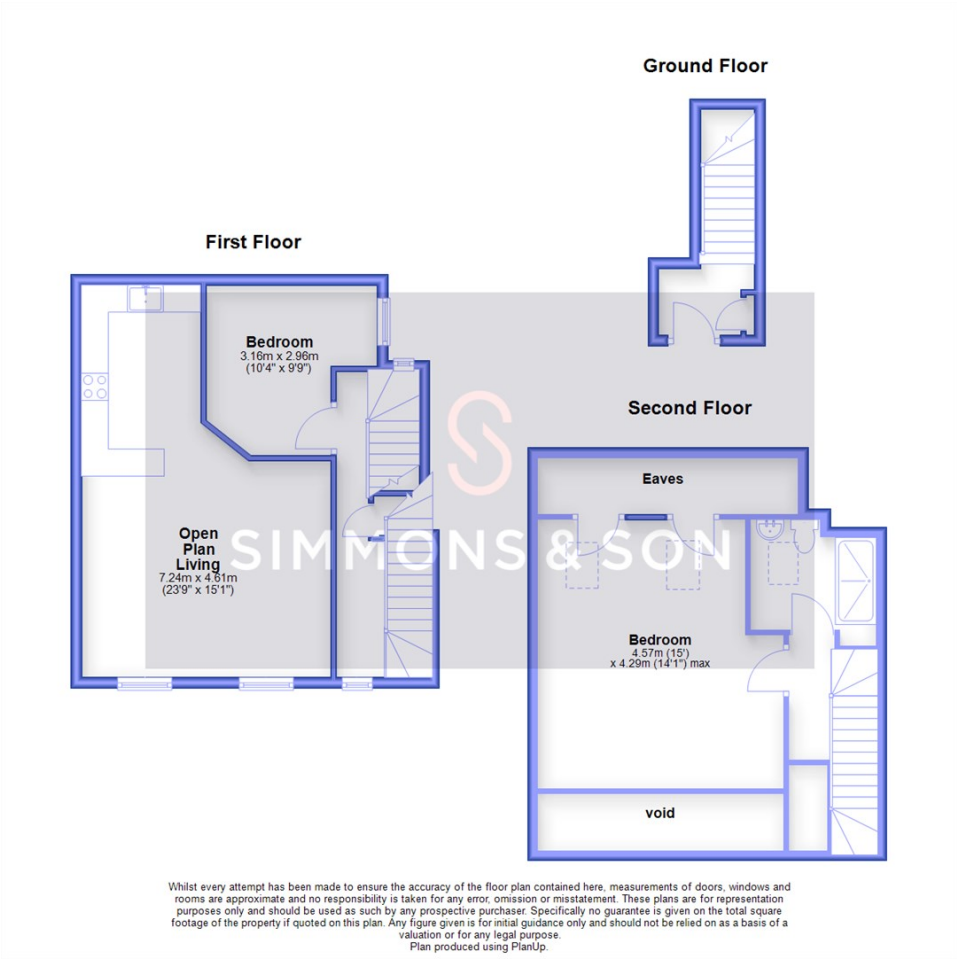 Ground Floor
First Floor
Bedroom
3.16m x 2.96m
(10'4" x 9'9")
Second Floor
Eaves
Open
Plan
Living
7.24m x 4.61m
(23'9" x 15'1")
SIMMONS & SON
Bedroom
4.57m (15')
x 4.29m (14'1") max
void
Whilst every attempt has been made to ensure the accuracy of the floor plan contained here, measurements of doors, windows and
rooms are approximate and no responsibility is taken for any error, omission or misstatement. These plans are for representation
purposes only and should be used as such by any prospective purchaser. Specifically no guarantee is given on the total square
footage of the property if quoted on this plan. Any figure given is for initial guidance only and should not be relied on as a basis of a
valuation or for any legal purpose.
Plan produced using PlanUp.